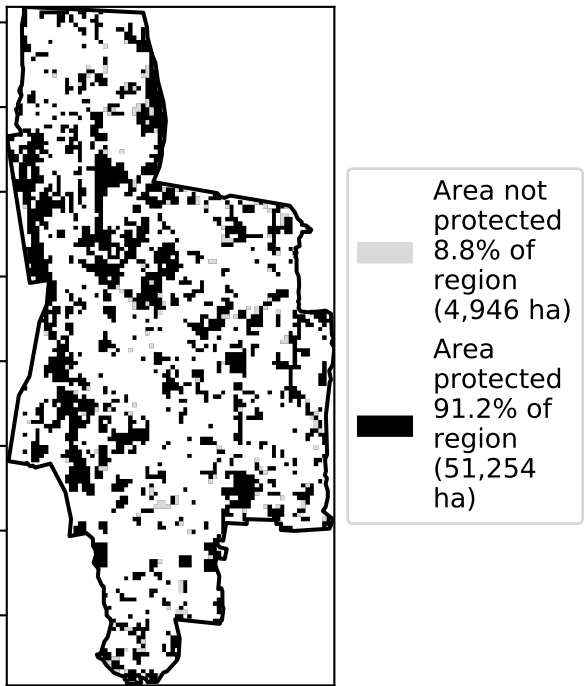 Area not
protected
8.8% of
region
(4,946 ha)
Area
protected
91.2% of
region
(51,254
ha)